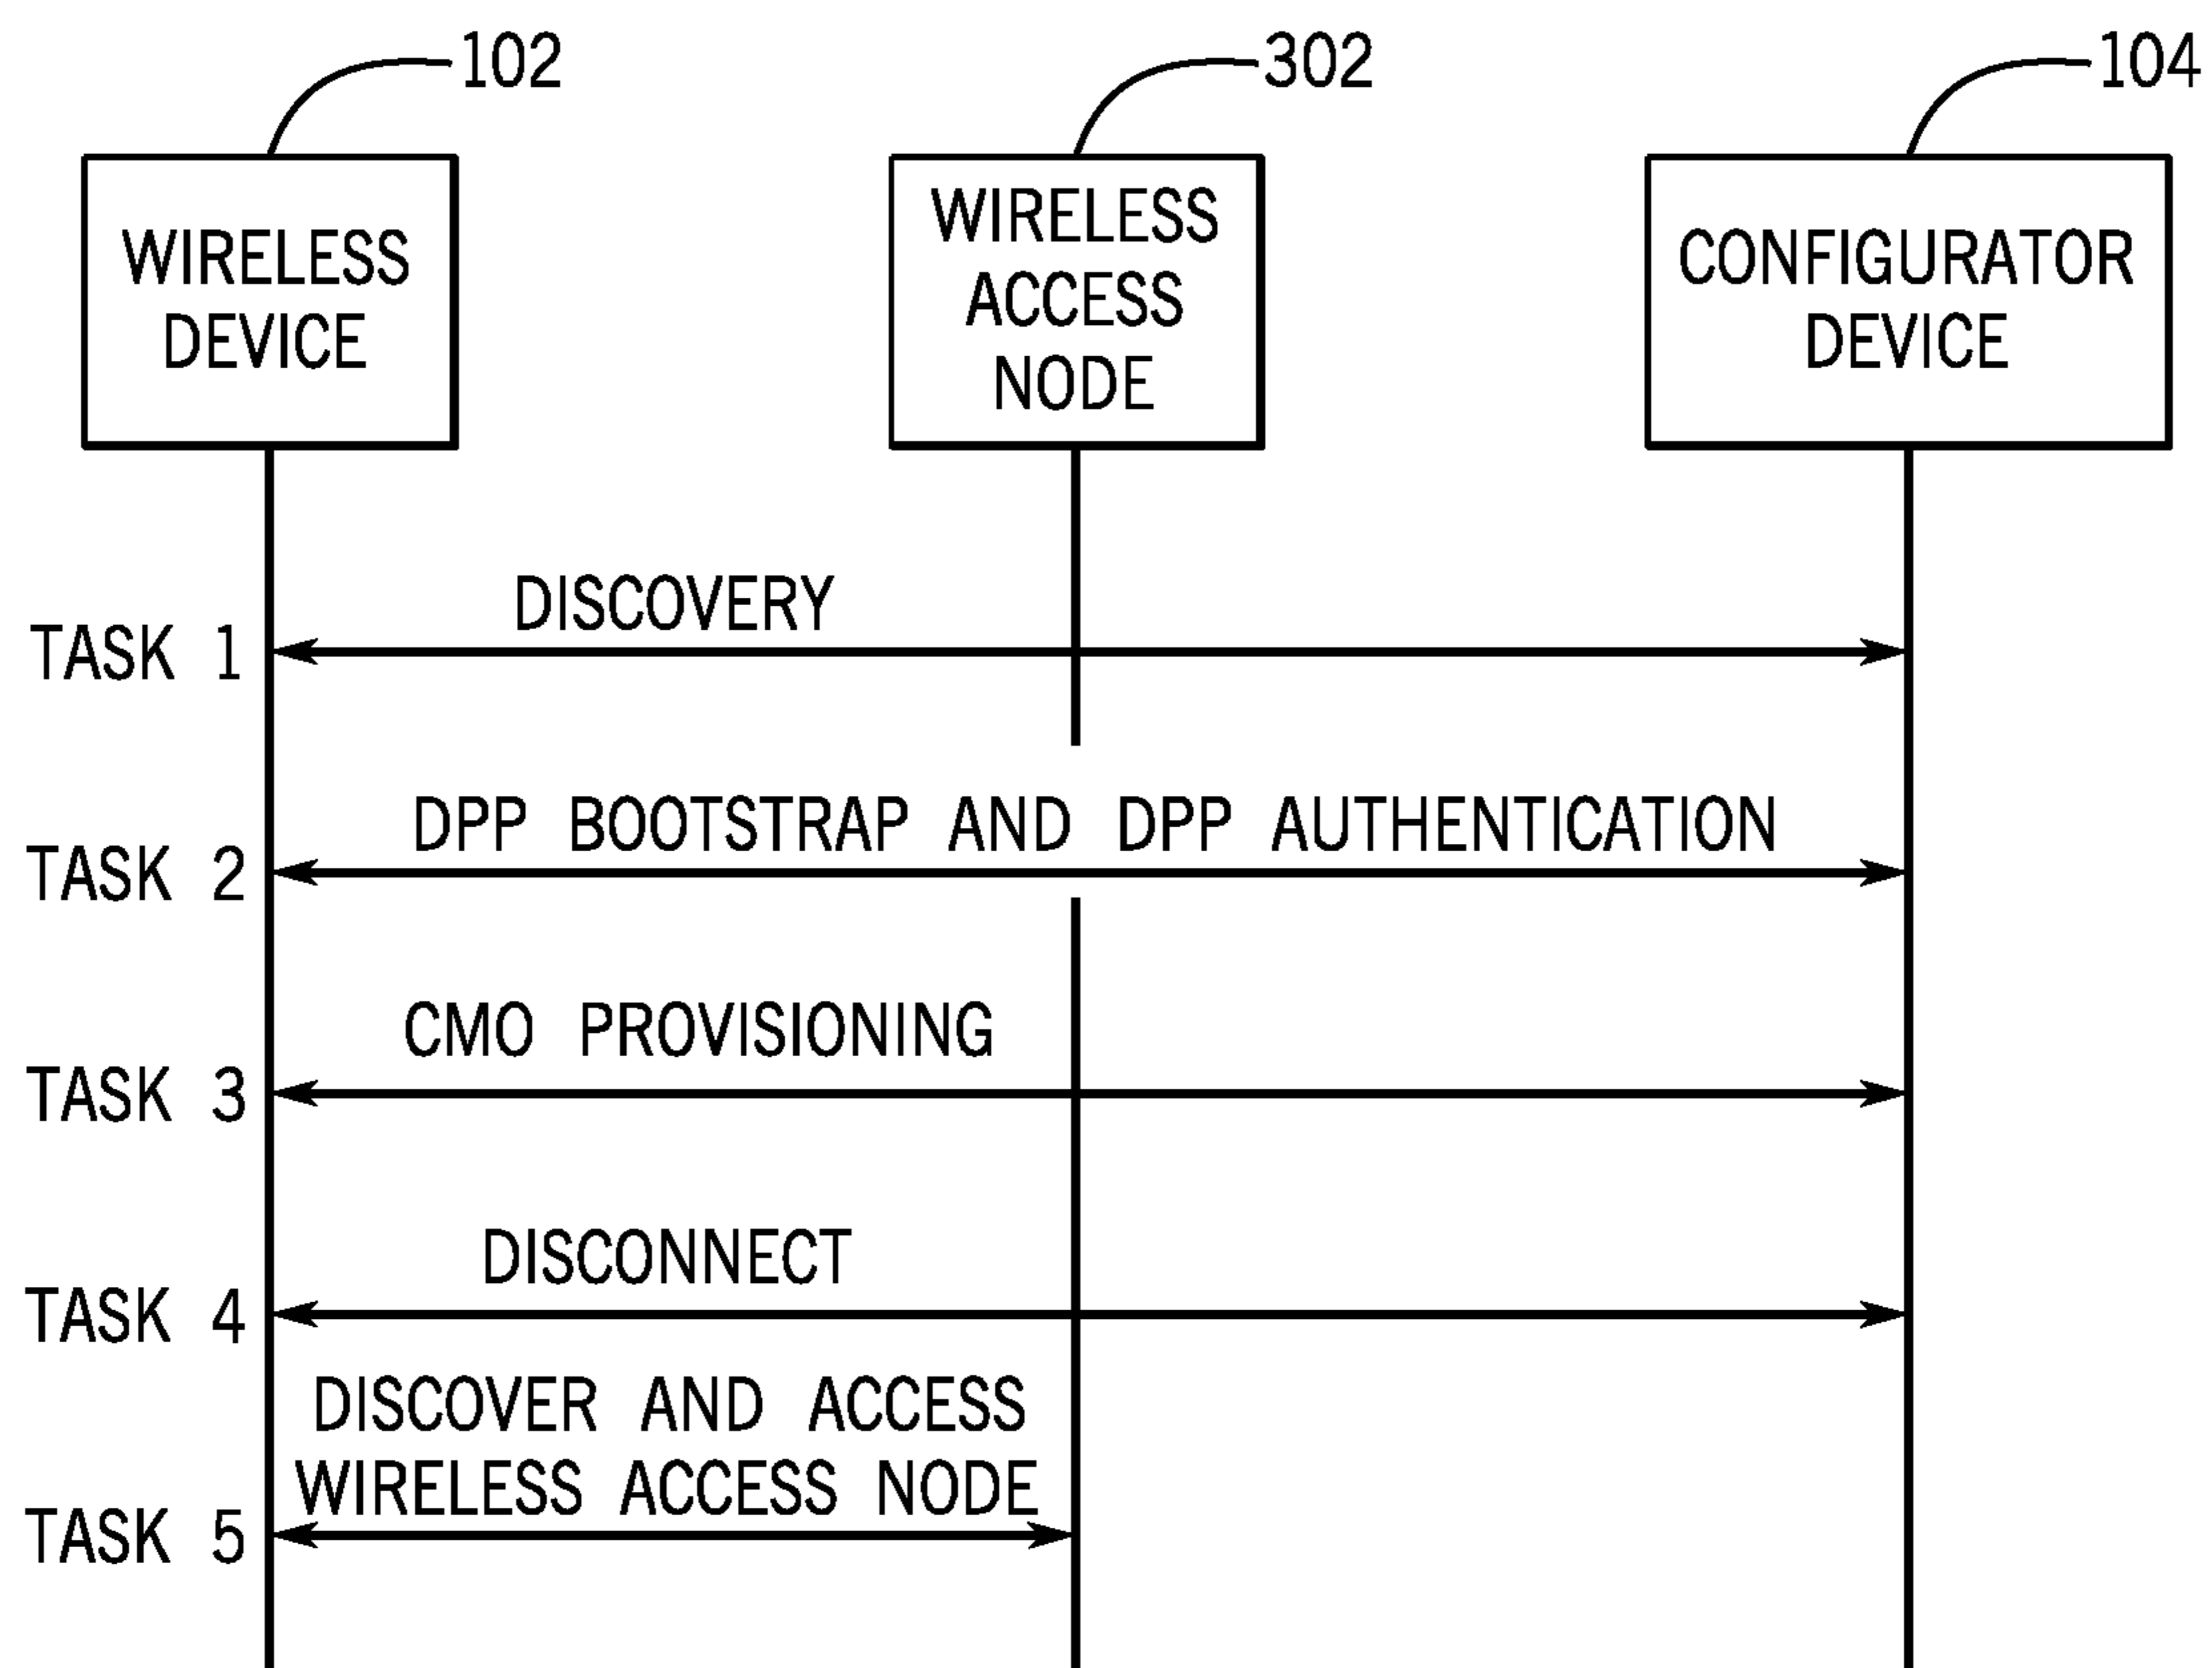 102
302
104
WIRELESS
DEVICE
WIRELESS
ACCESS
NODE
CONFIGURATOR
DEVICE
DISCOVERY
TASK 1
DPP BOOTSTRAP AND DPP AUTHENTICATION
TASK 2
CMO PROVISIONING
TASK 3
DISCONNECT
TASK 4
DISCOVER AND ACCESS
WIRELESS ACCESS NODE
TASK 5